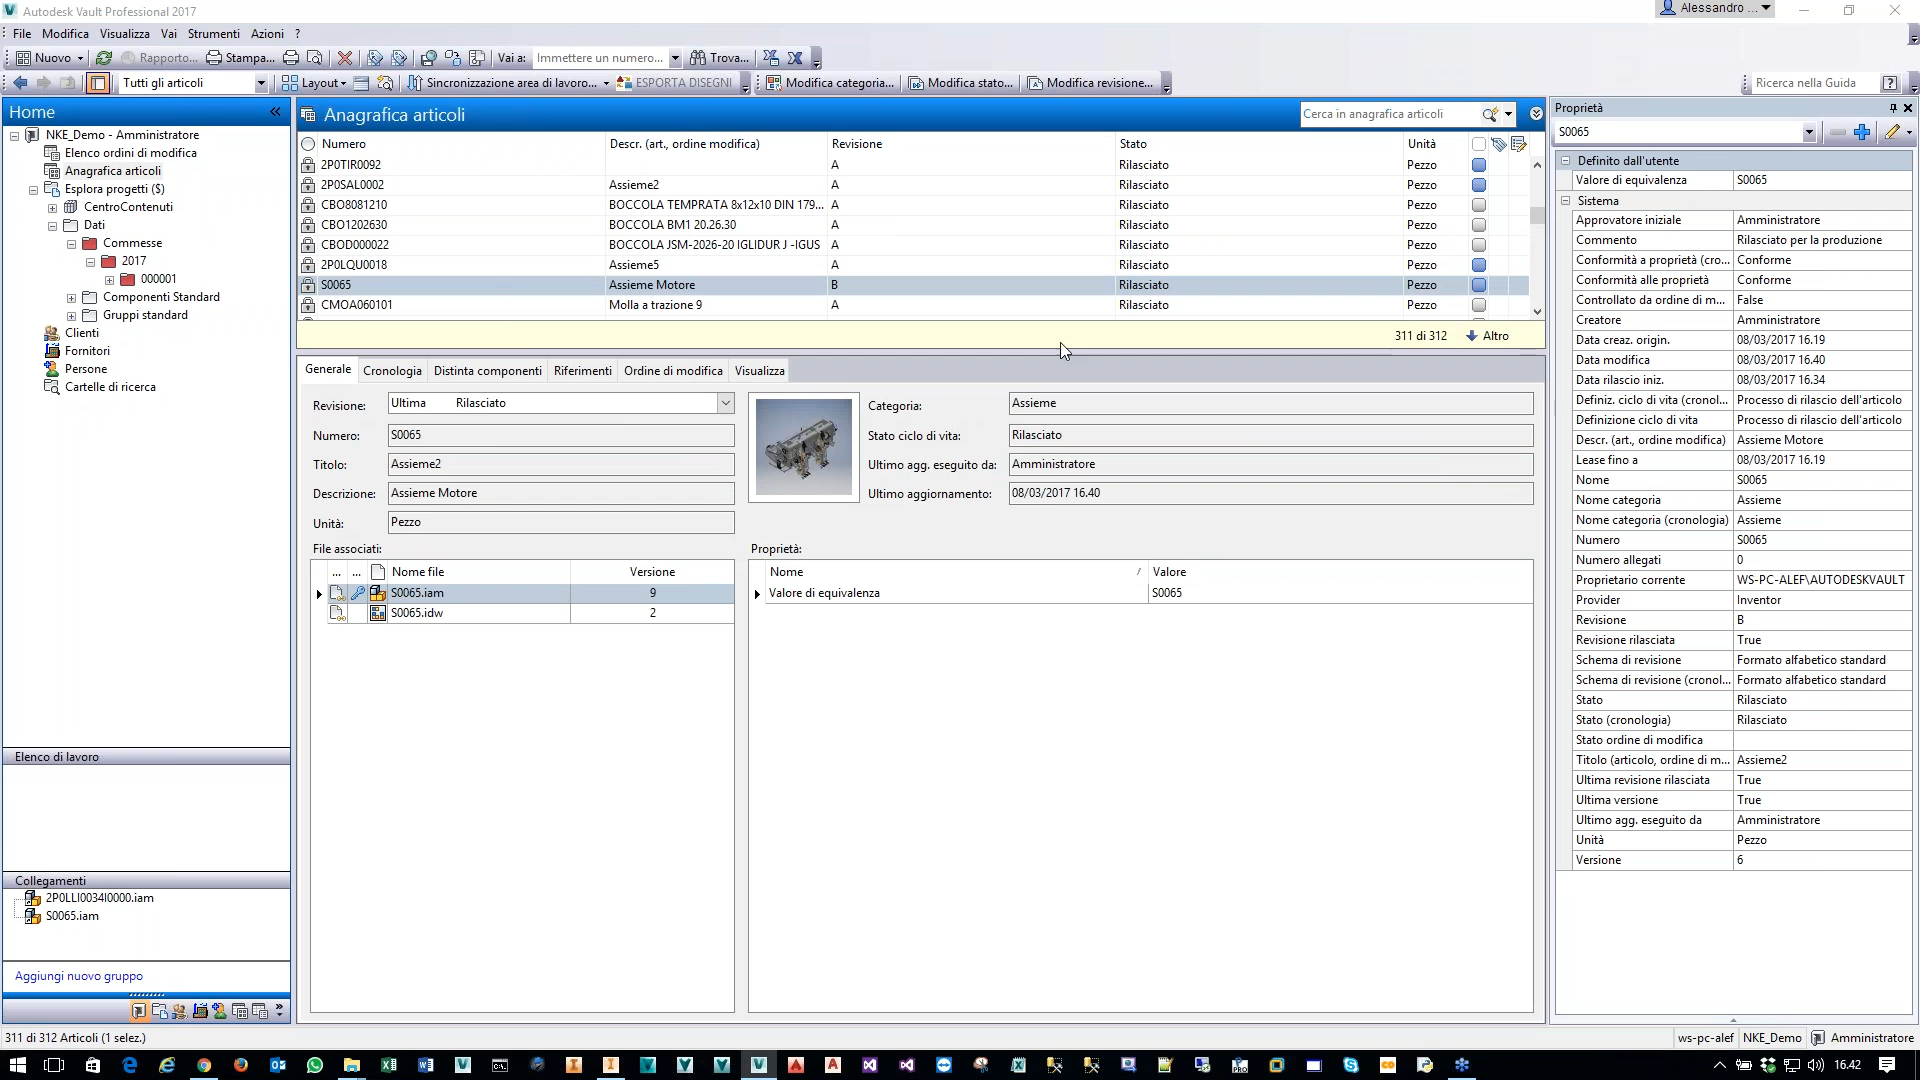 Autodesk Vault Professional 2017
Alessandro ...
File Modifica Visualizza Vai Strumenti Azioni ?
Nuovo Rapporto... Stampa... Vai a: Immettere un numero... Trova...
Tutti gli articoli Layout Sincronizzazione area di lavoro... ESPORTA DISEGNI Modifica categoria... Modifica stato... Modifica revisione... Ricerca nella Guida
Home
NKE_Demo - Amministratore
Elenco ordini di modifica
Anagrafica articoli
Esplora progetti ($)
CentroContenuti
Dati
Commesse
2017
000001
Componenti Standard
Gruppi standard
Clienti
Fornitori
Persone
Cartelle di ricerca
Elenco di lavoro
Collegamenti
2P0LLI0034I0000.iam
S0065.iam
Aggiungi nuovo gruppo
Anagrafica articoli Cerca in anagrafica articoli
Numero Descr. (art., ordine modifica) Revisione Stato Unità
2P0TIR0092 A Rilasciato Pezzo
2P0SAL0002 Assieme2 A Rilasciato Pezzo
CBO8081210 BOCCOLA TEMPRATA 8x12x10 DIN 179... A Rilasciato Pezzo
CBO1202630 BOCCOLA BM1 20.26.30 A Rilasciato Pezzo
CBOD000022 BOCCOLA JSM-2026-20 IGLIDUR J -IGUS A Rilasciato Pezzo
2P0LQU0018 Assieme5 A Rilasciato Pezzo
S0065 Assieme Motore B Rilasciato Pezzo
CMOA060101 Molla a trazione 9 A Rilasciato Pezzo
311 di 312 Altro
Generale Cronologia Distinta componenti Riferimenti Ordine di modifica Visualizza
Revisione: Ultima Rilasciato
Numero: S0065
Titolo: Assieme2
Descrizione: Assieme Motore
Unità: Pezzo
Categoria: Assieme
Stato ciclo di vita: Rilasciato
Ultimo agg. eseguito da: Amministratore
Ultimo aggiornamento: 08/03/2017 16.40
File associati:
... ... Nome file Versione
S0065.iam 9
S0065.idw 2
Proprietà:
Nome Valore
Valore di equivalenza S0065
Proprietà
S0065
Definito dall'utente
Valore di equivalenza S0065
Sistema
Approvatore iniziale Amministratore
Commento Rilasciato per la produzione
Conformità a proprietà (cro... Conforme
Conformità alle proprietà Conforme
Controllato da ordine di m... False
Creatore Amministratore
Data creaz. origin. 08/03/2017 16.19
Data modifica 08/03/2017 16.40
Data rilascio iniz. 08/03/2017 16.34
Definiz. ciclo di vita (cronol... Processo di rilascio dell'articolo
Definizione ciclo di vita Processo di rilascio dell'articolo
Descr. (art., ordine modifica) Assieme Motore
Lease fino a 08/03/2017 16.19
Nome S0065
Nome categoria Assieme
Nome categoria (cronologia) Assieme
Numero S0065
Numero allegati 0
Proprietario corrente WS-PC-ALEF\AUTODESKVAULT
Provider Inventor
Revisione B
Revisione rilasciata True
Schema di revisione Formato alfabetico standard
Schema di revisione (cronol... Formato alfabetico standard
Stato Rilasciato
Stato (cronologia) Rilasciato
Stato ordine di modifica
Titolo (articolo, ordine di m... Assieme2
Ultima revisione rilasciata True
Ultima versione True
Ultimo agg. eseguito da Amministratore
Unità Pezzo
Versione 6
311 di 312 Articoli (1 selez.) ws-pc-alef NKE_Demo Amministratore
16.42